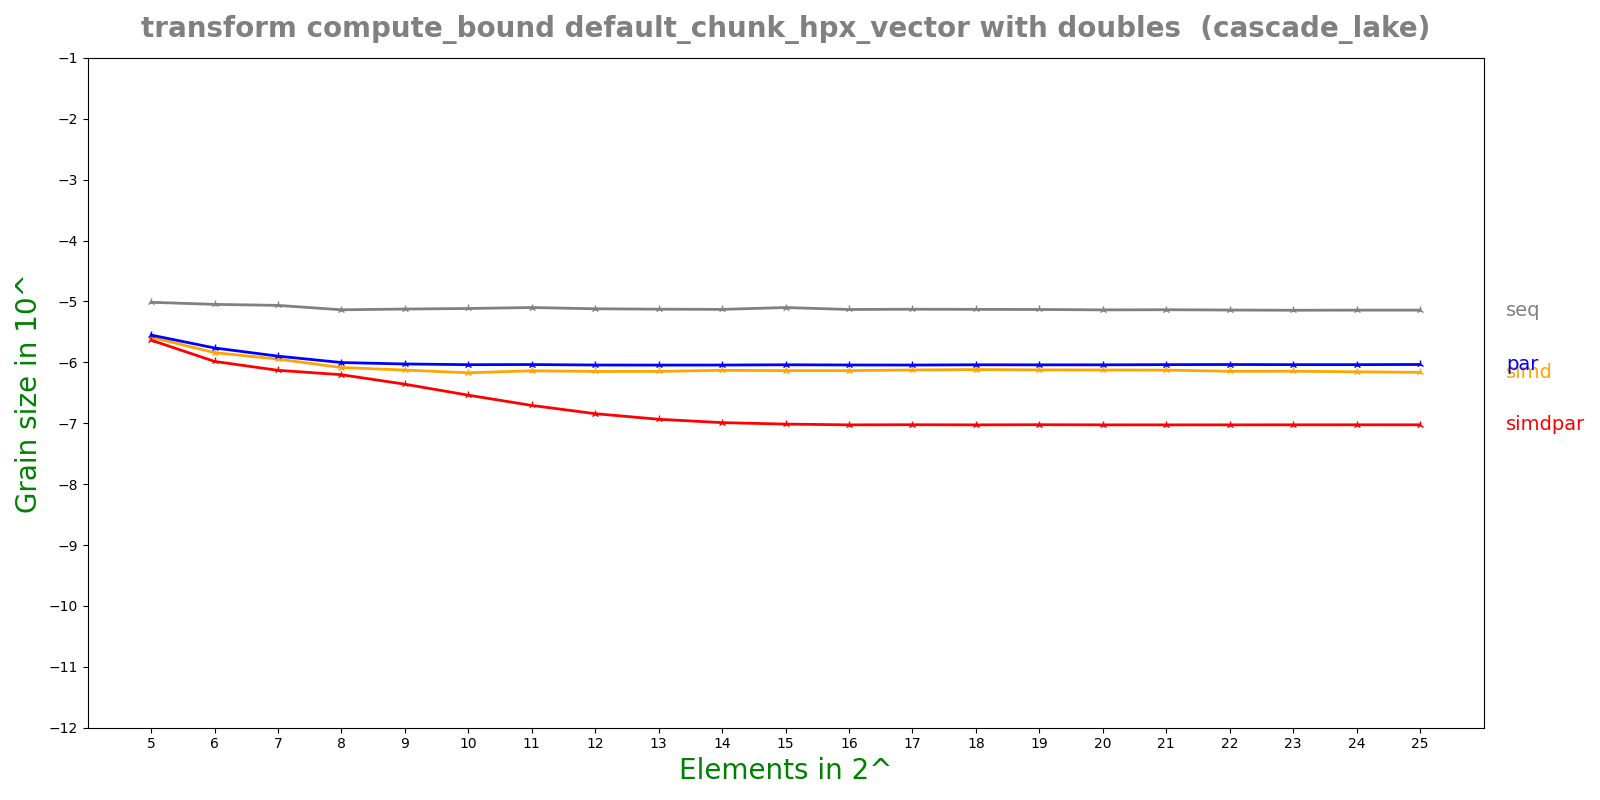 transform compute_bound default_chunk_hpx_vector with doubles (cascade_lake)
Grain size in 10^
−1
−2
−3
−4
−5
−6
−7
−8
−9
−10
−11
−12
seq
par
simd
simdpar
5 6 7 8 9 10 11 12 13 14 15 16 17 18 19 20 21 22 23 24 25
Elements in 2^